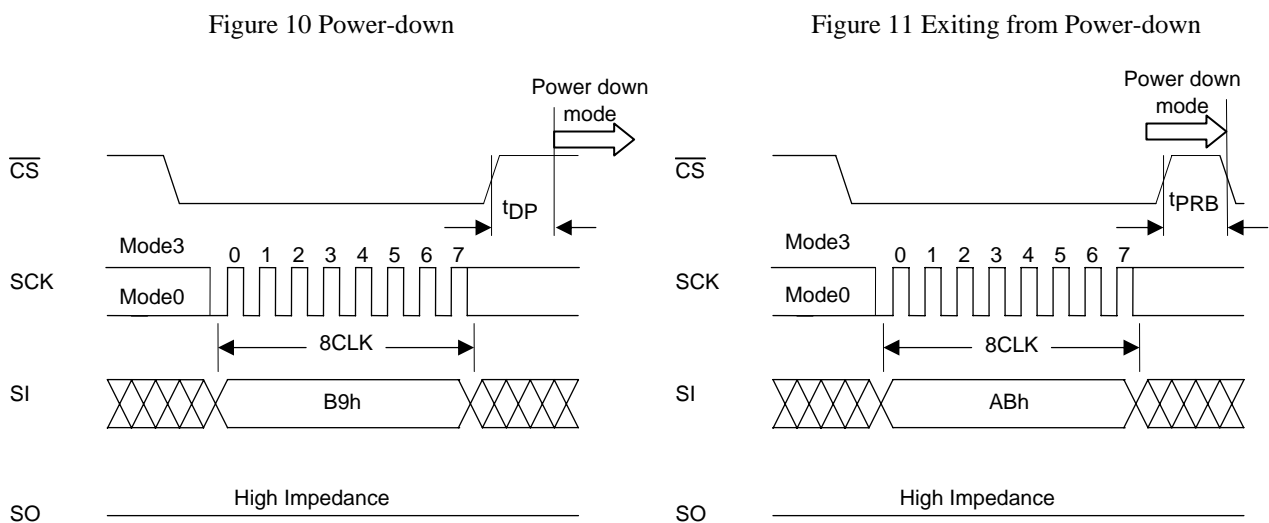 Figure 10 Power-down
Power down
mode
CS
tDP
Mode3
0 1 2 3 4 5 6 7
SCK
Mode0
8CLK
SI
B9h
High Impedance
SO
Figure 11 Exiting from Power-down
Power down
mode
CS
tPRB
Mode3
0 1 2 3 4 5 6 7
SCK
Mode0
8CLK
SI
ABh
High Impedance
SO